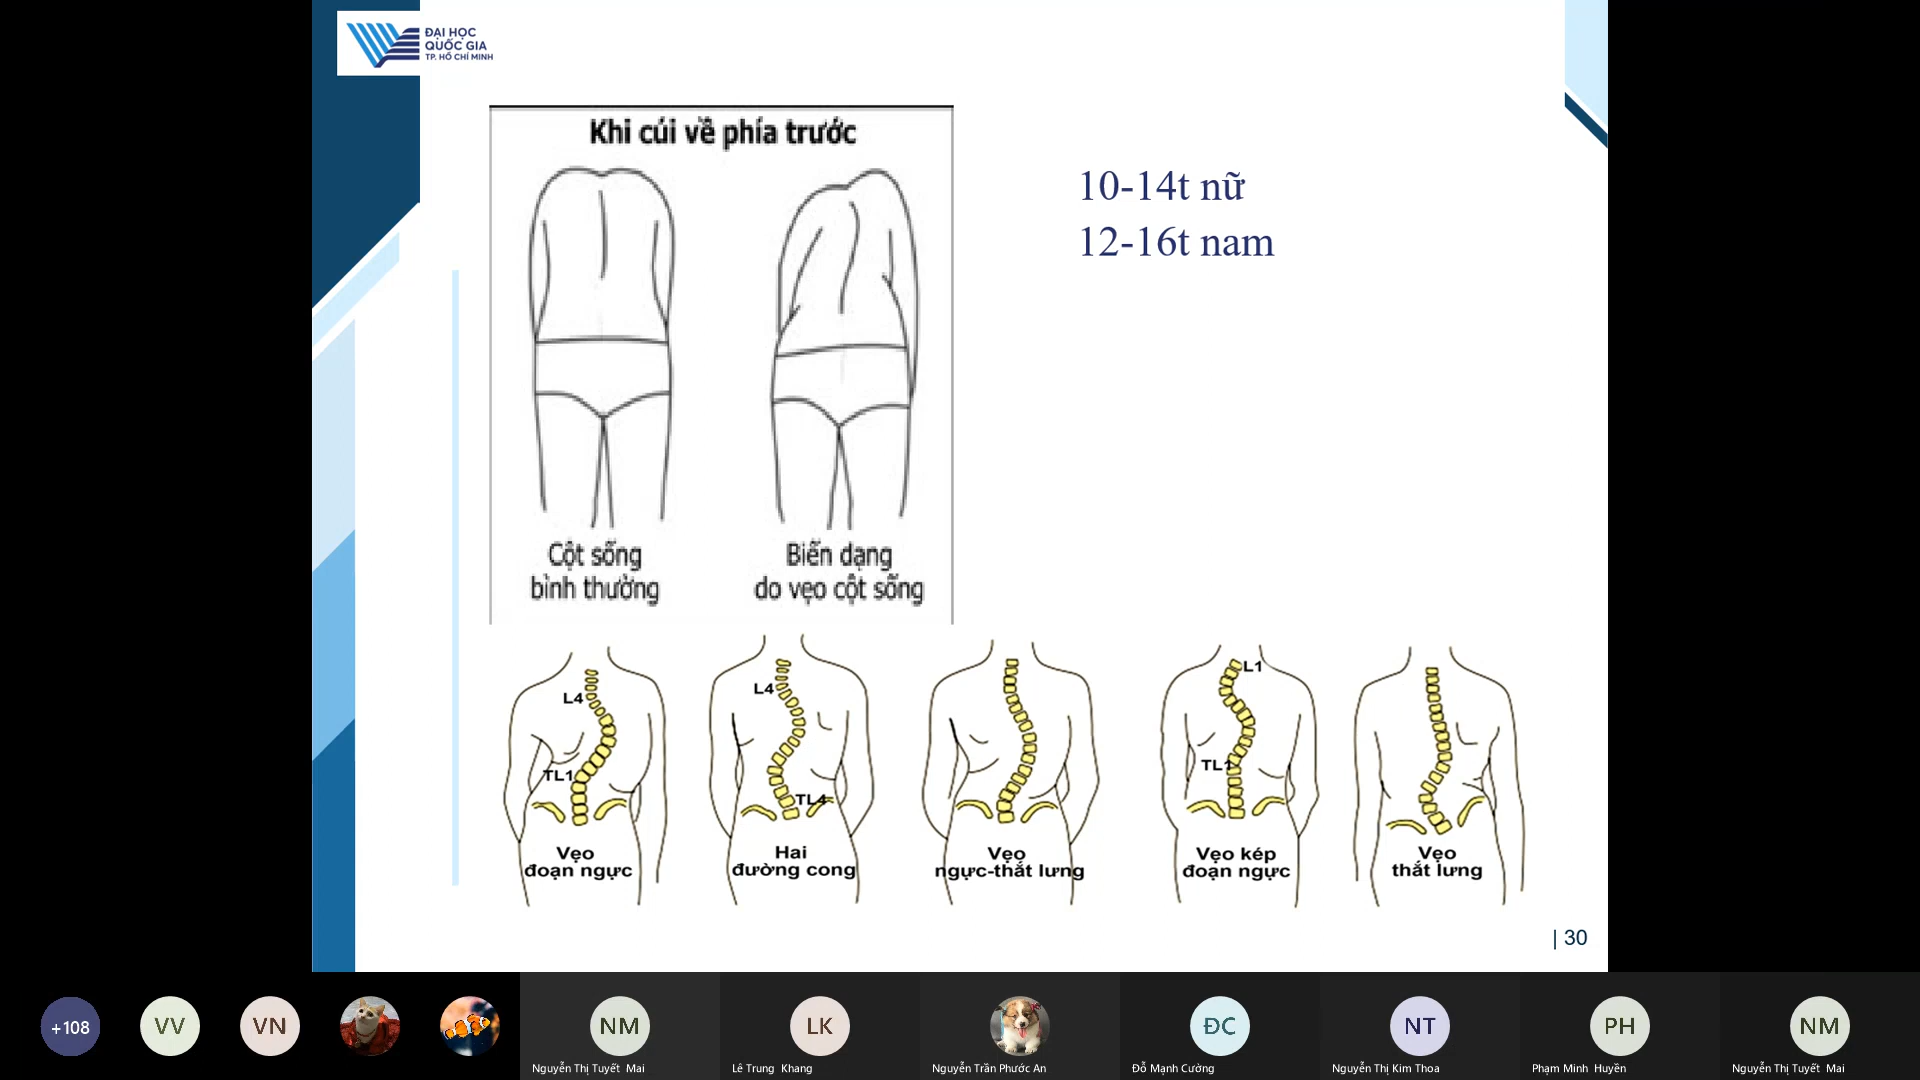 ĐẠI HỌC
QUỐC GIA
TP. HỒ CHÍ MINH
Khi cúi về phía trước
Cột sống
bình thường
Biến dạng
do vẹo cột sống
10-14t nữ
12-16t nam
L4
TL1
Vẹo
đoạn ngực
L4
TL4
Hai
đường cong
Vẹo
ngực-thắt lưng
L1
TL1
Vẹo kép
đoạn ngực
Vẹo
thắt lưng
| 30
+108
VV
VN
NM
Nguyễn Thị Tuyết Mai
LK
Lê Trung Khang
Nguyễn Trần Phước An
ĐC
Đỗ Mạnh Cường
NT
Nguyễn Thị Kim Thoa
PH
Phạm Minh Huyền
NM
Nguyễn Thị Tuyết Mai